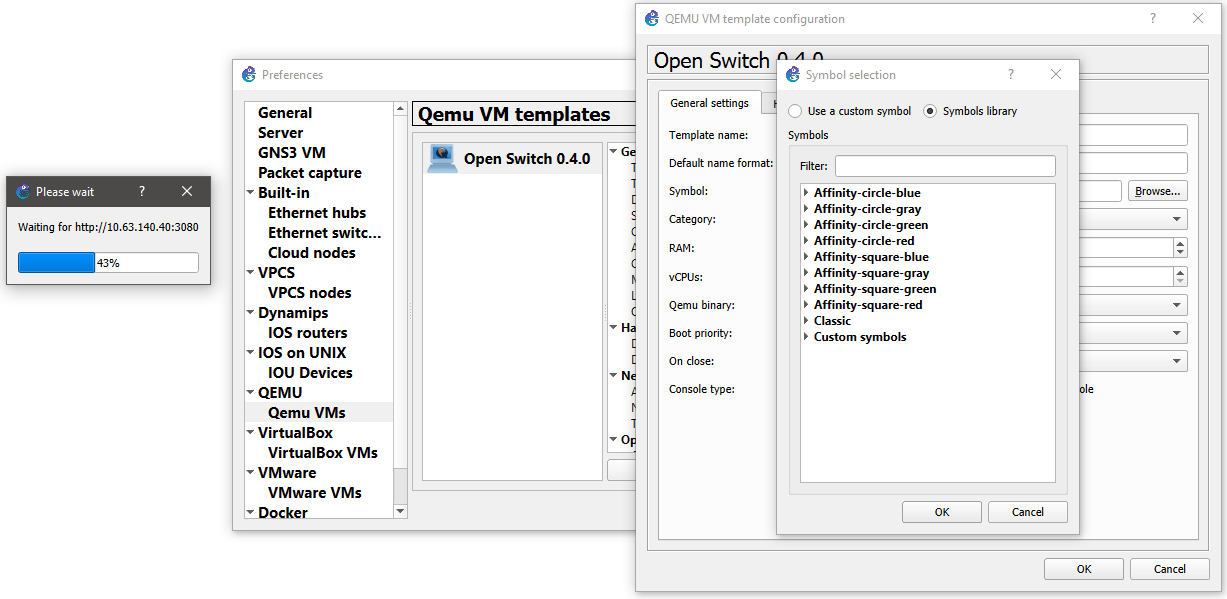 Please wait
?
Waiting for http://10.63.140.40:3080
43%
Preferences
General
Server
GNS3 VM
Packet capture
Built-in
Ethernet hubs
Ethernet switc...
Cloud nodes
VPCS
VPCS nodes
Dynamips
IOS routers
IOS on UNIX
IOU Devices
QEMU
Qemu VMs
VirtualBox
VirtualBox VMs
VMware
VMware VMs
Docker
Qemu VM templates
Open Switch 0.4.0
Ge
Ha
Ne
Op
QEMU VM template configuration
?
Open Switch 0.4.0
General settings
Template name:
Default name format:
Symbol:
Browse...
Category:
RAM:
vCPUs:
Qemu binary:
Boot priority:
On close:
Console type:
ole
OK
Cancel
Symbol selection
?
Use a custom symbol
Symbols library
Symbols
Filter:
Affinity-circle-blue
Affinity-circle-gray
Affinity-circle-green
Affinity-circle-red
Affinity-square-blue
Affinity-square-gray
Affinity-square-green
Affinity-square-red
Classic
Custom symbols
OK
Cancel